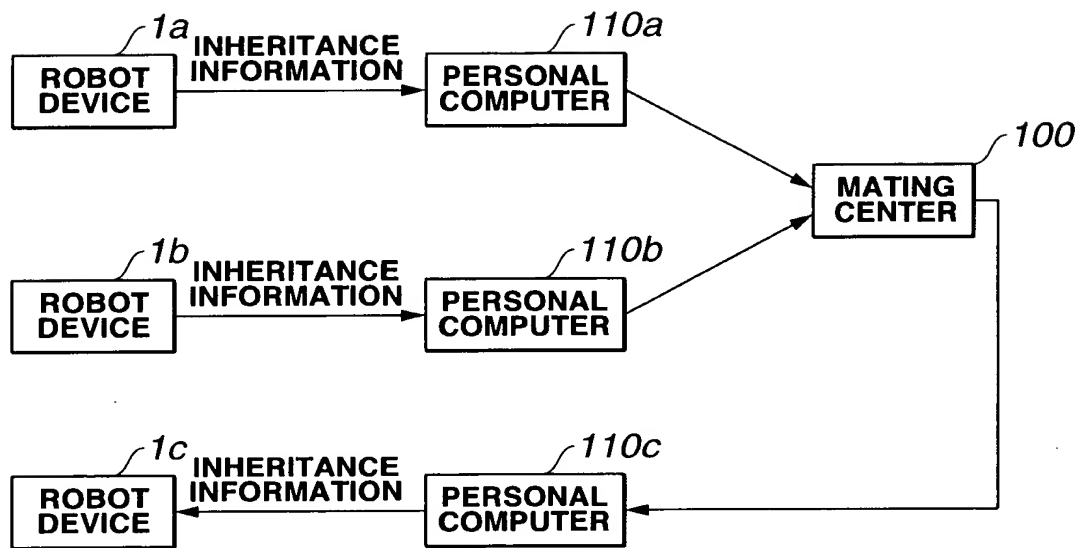 1a
INHERITANCE
INFORMATION
110a
ROBOT
DEVICE
PERSONAL
COMPUTER
100
MATING
CENTER
1b
INHERITANCE
INFORMATION
110b
ROBOT
DEVICE
PERSONAL
COMPUTER
1c
INHERITANCE
INFORMATION
110c
ROBOT
DEVICE
PERSONAL
COMPUTER